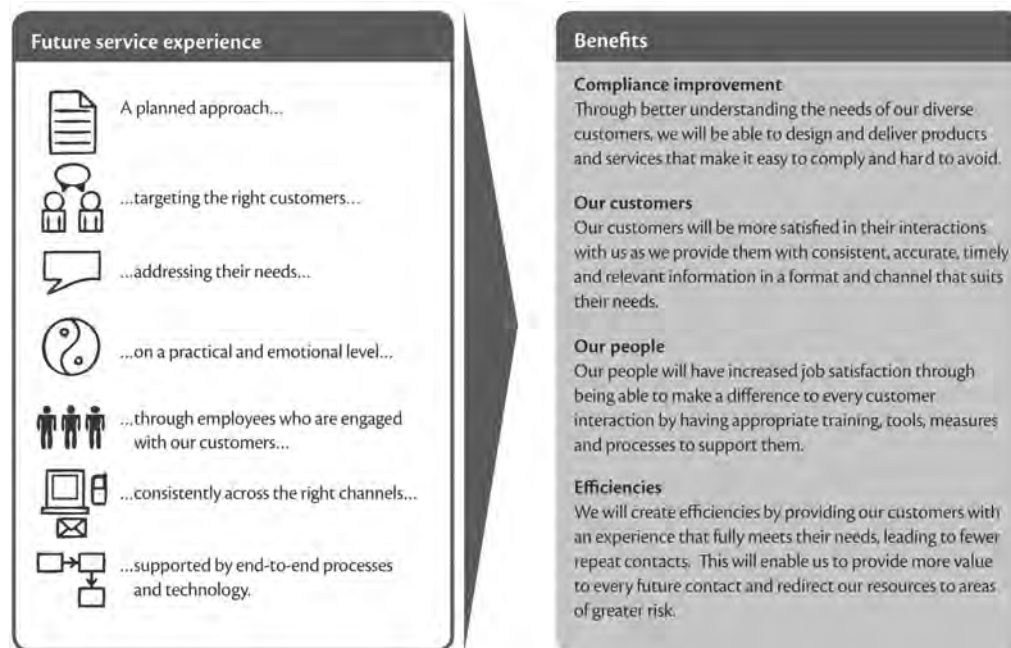 Future service experience
A planned approach...
...targeting the right customers...
...addressing their needs...
...on a practical and emotional level...
...through employees who are engaged
with our customers...
...consistently across the right channels...
...supported by end-to-end processes
and technology.
Benefits
Compliance improvement
Through better understanding the needs of our diverse
customers, we will be able to design and deliver products
and services that make it easy to comply and hard to avoid.
Our customers
Our customers will be more satisfied in their interactions
with us as we provide them with consistent, accurate, timely
and relevant information in a format and channel that suits
their needs.
Our people
Our people will have increased job satisfaction through
being able to make a difference to every customer
interaction by having appropriate training, tools, measures
and processes to support them.
Efficiencies
We will create efficiencies by providing our customers with
an experience that fully meets their needs, leading to fewer
repeat contacts. This will enable us to provide more value
to every future contact and redirect our resources to areas
of greater risk.